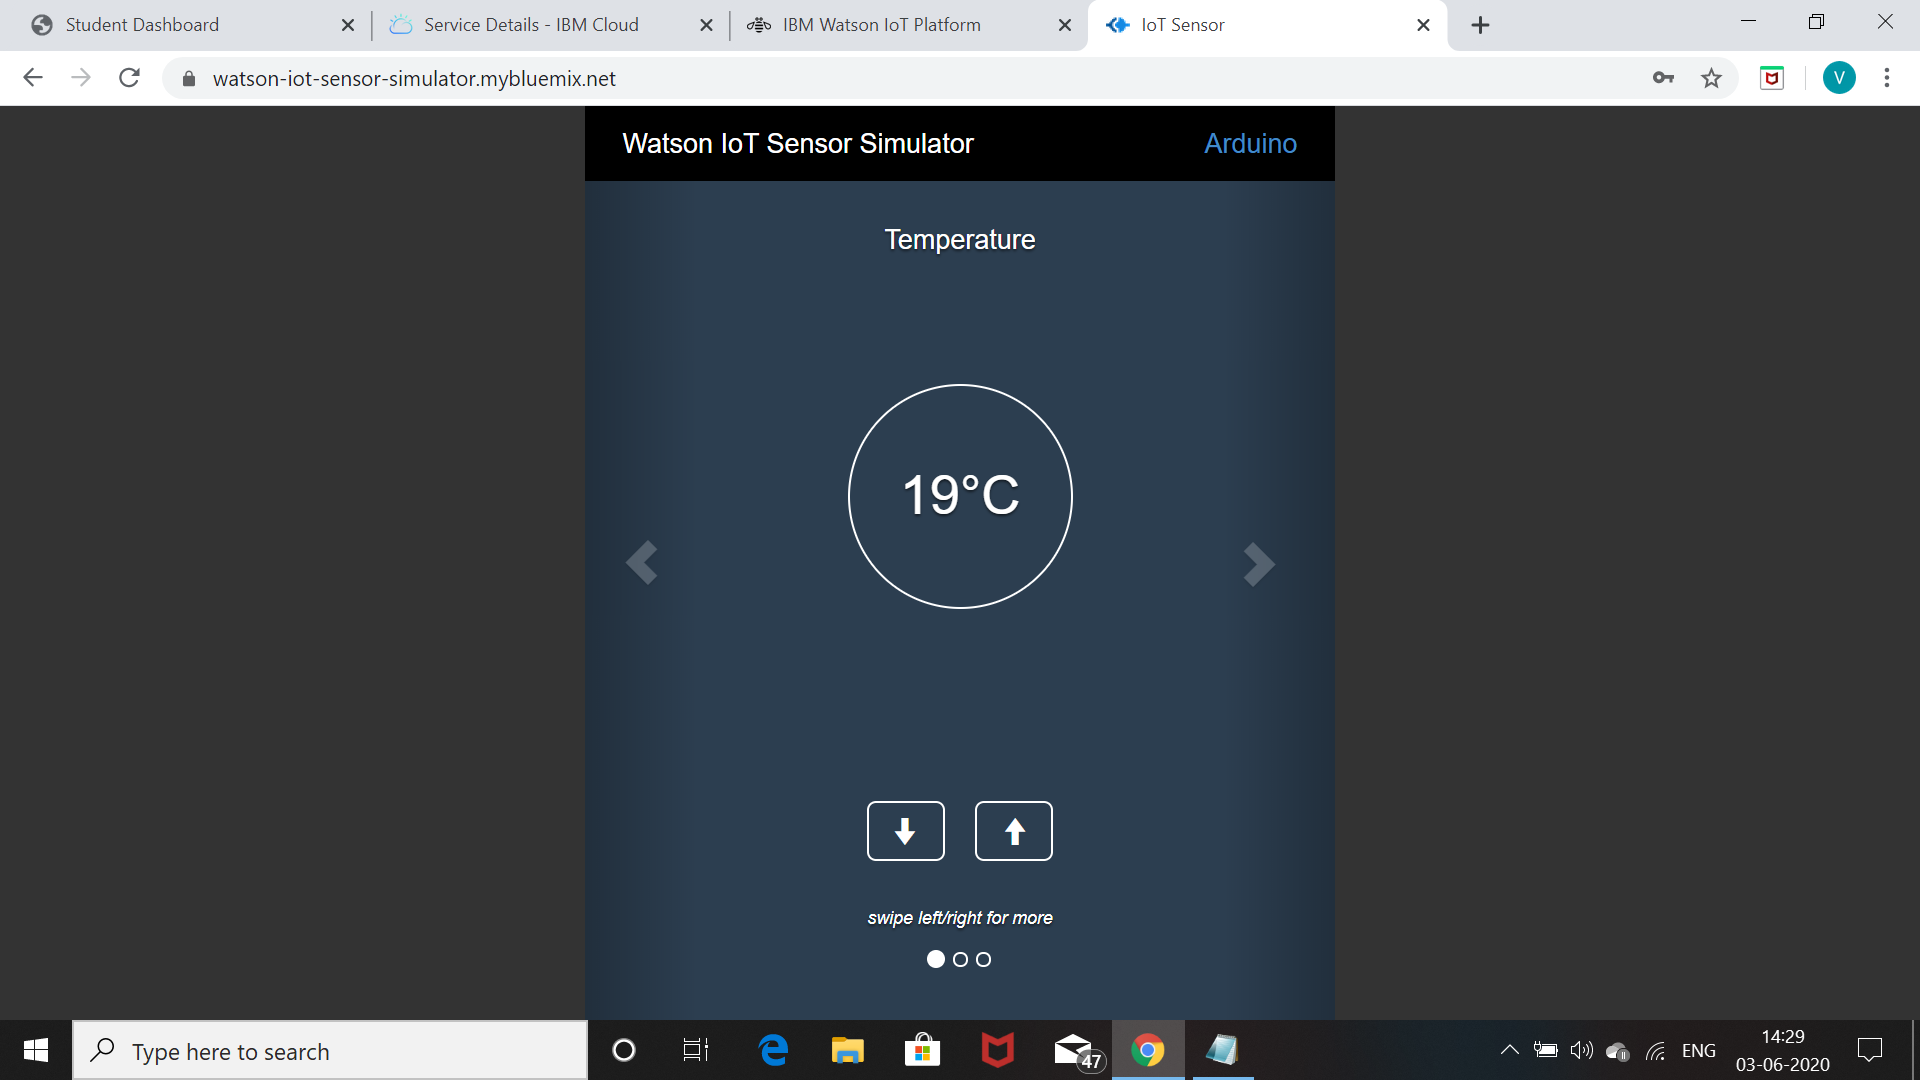 Student Dashboard
Service Details - IBM Cloud
IBM Watson IoT Platform
IoT Sensor
watson-iot-sensor-simulator.mybluemix.net
V
Watson IoT Sensor Simulator
Arduino
Temperature
19°C
swipe left/right for more
Type here to search
47
ENG
14:29
03-06-2020